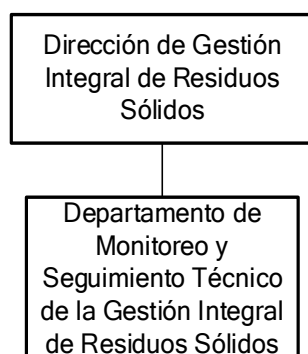 Dirección de Gestión
Integral de Residuos
Sólidos
Departamento de
Monitoreo y
Seguimiento Técnico
de la Gestión Integral
de Residuos Sólidos